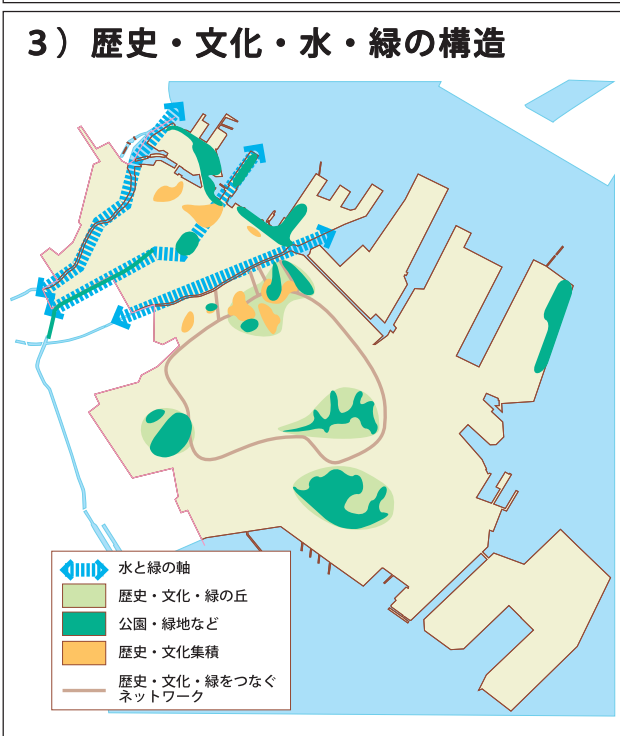 3）歴史・文化・水・緑の構造
水と緑の軸
歴史・文化・緑の丘
公園・緑地など
歴史・文化集積
歴史・文化・緑をつなぐ
ネットワーク